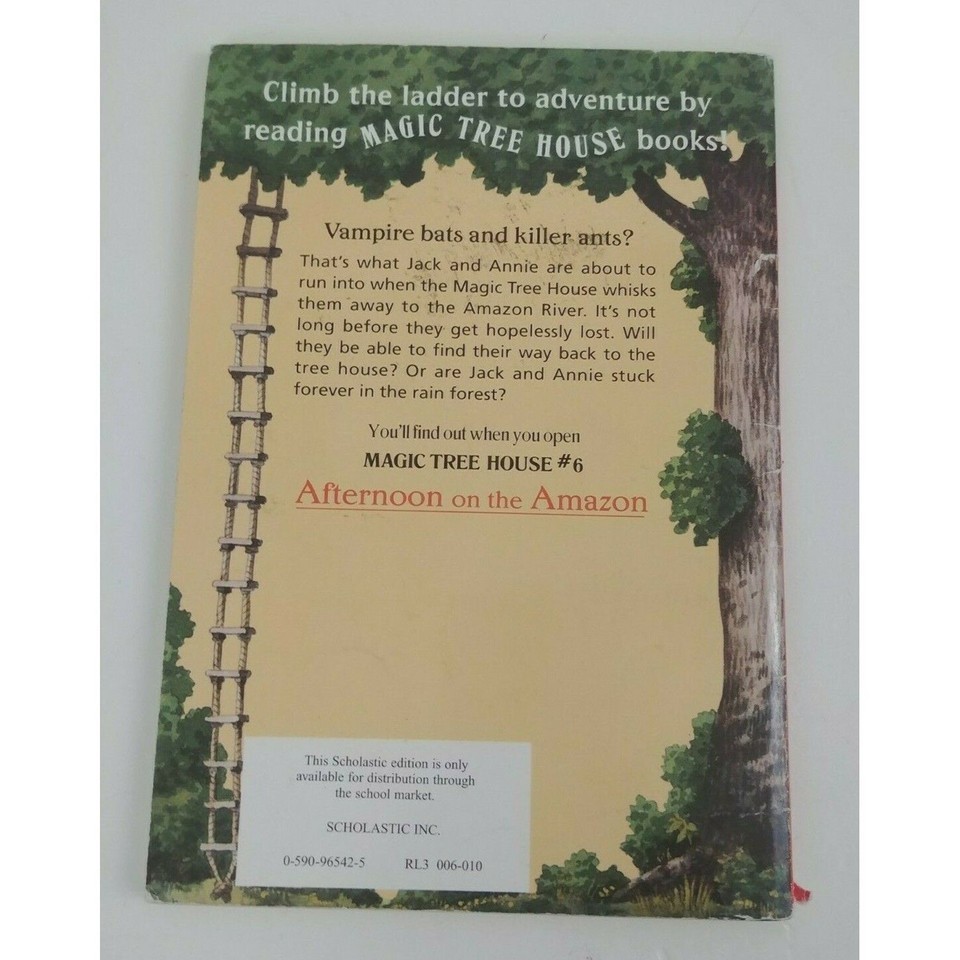 Climb the ladder to adventure by
reading MAGIC TREE HOUSE books!
Vampire bats and killer ants?
That's what Jack and Annie are about to
run into when the Magic Tree House whisks
them away to the Amazon River. It's not
long before they get hopelessly lost. Will
they be able to find their way back to the
tree house? Or are Jack and Annie stuck
forever in the rain forest?
You'll find out when you open
MAGIC TREE HOUSE #6
Afternoon on the Amazon
This Scholastic edition is only
available for distribution through
the school market.
SCHOLASTIC INC.
0-590-96542-5 RL3 006-010